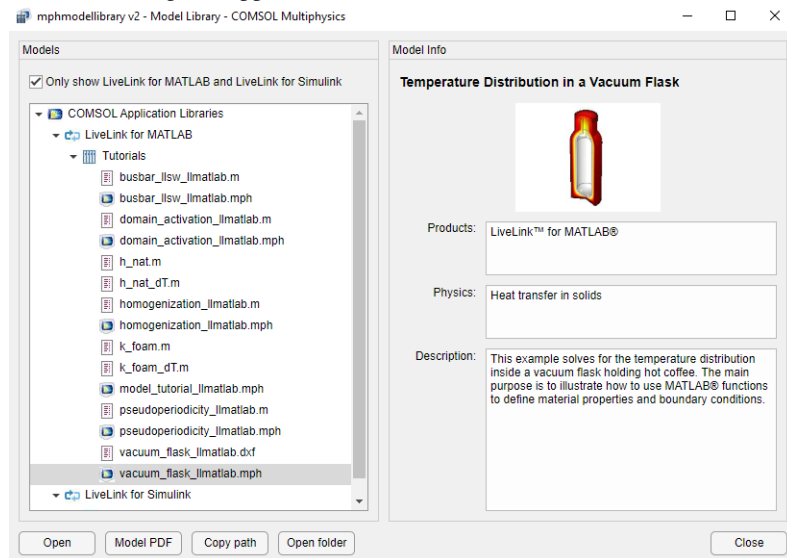 mphmodellibrary v2 - Model Library - COMSOL Multiphysics
Models
Only show LiveLink for MATLAB and LiveLink for Simulink
COMSOL Application Libraries
LiveLink for MATLAB
Tutorials
busbar_llsw_llmatlab.m
busbar_llsw_llmatlab.mph
domain_activation_llmatlab.m
domain_activation_llmatlab.mph
h_nat.m
h_nat_dT.m
homogenization_llmatlab.m
homogenization_llmatlab.mph
k_foam.m
k_foam_dT.m
model_tutorial_llmatlab.mph
pseudoperiodicity_llmatlab.m
pseudoperiodicity_llmatlab.mph
vacuum_flask_llmatlab.dxf
vacuum_flask_llmatlab.mph
LiveLink for Simulink
Open
Model PDF
Copy path
Open folder
Model Info
Temperature Distribution in a Vacuum Flask
Products:
LiveLink™ for MATLAB®
Physics:
Heat transfer in solids
Description:
This example solves for the temperature distribution
inside a vacuum flask holding hot coffee. The main
purpose is to illustrate how to use MATLAB® functions
to define material properties and boundary conditions.
Close